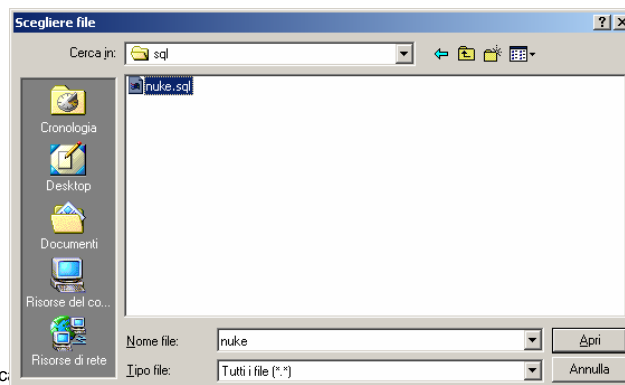 Scegliere file
Cerca in: sql
nuke.sql
Cronologia
Desktop
Documenti
Risorse del co...
Risorse di rete
Nome file: nuke Apri
Tipo file: Tutti i file (*.*) Annulla